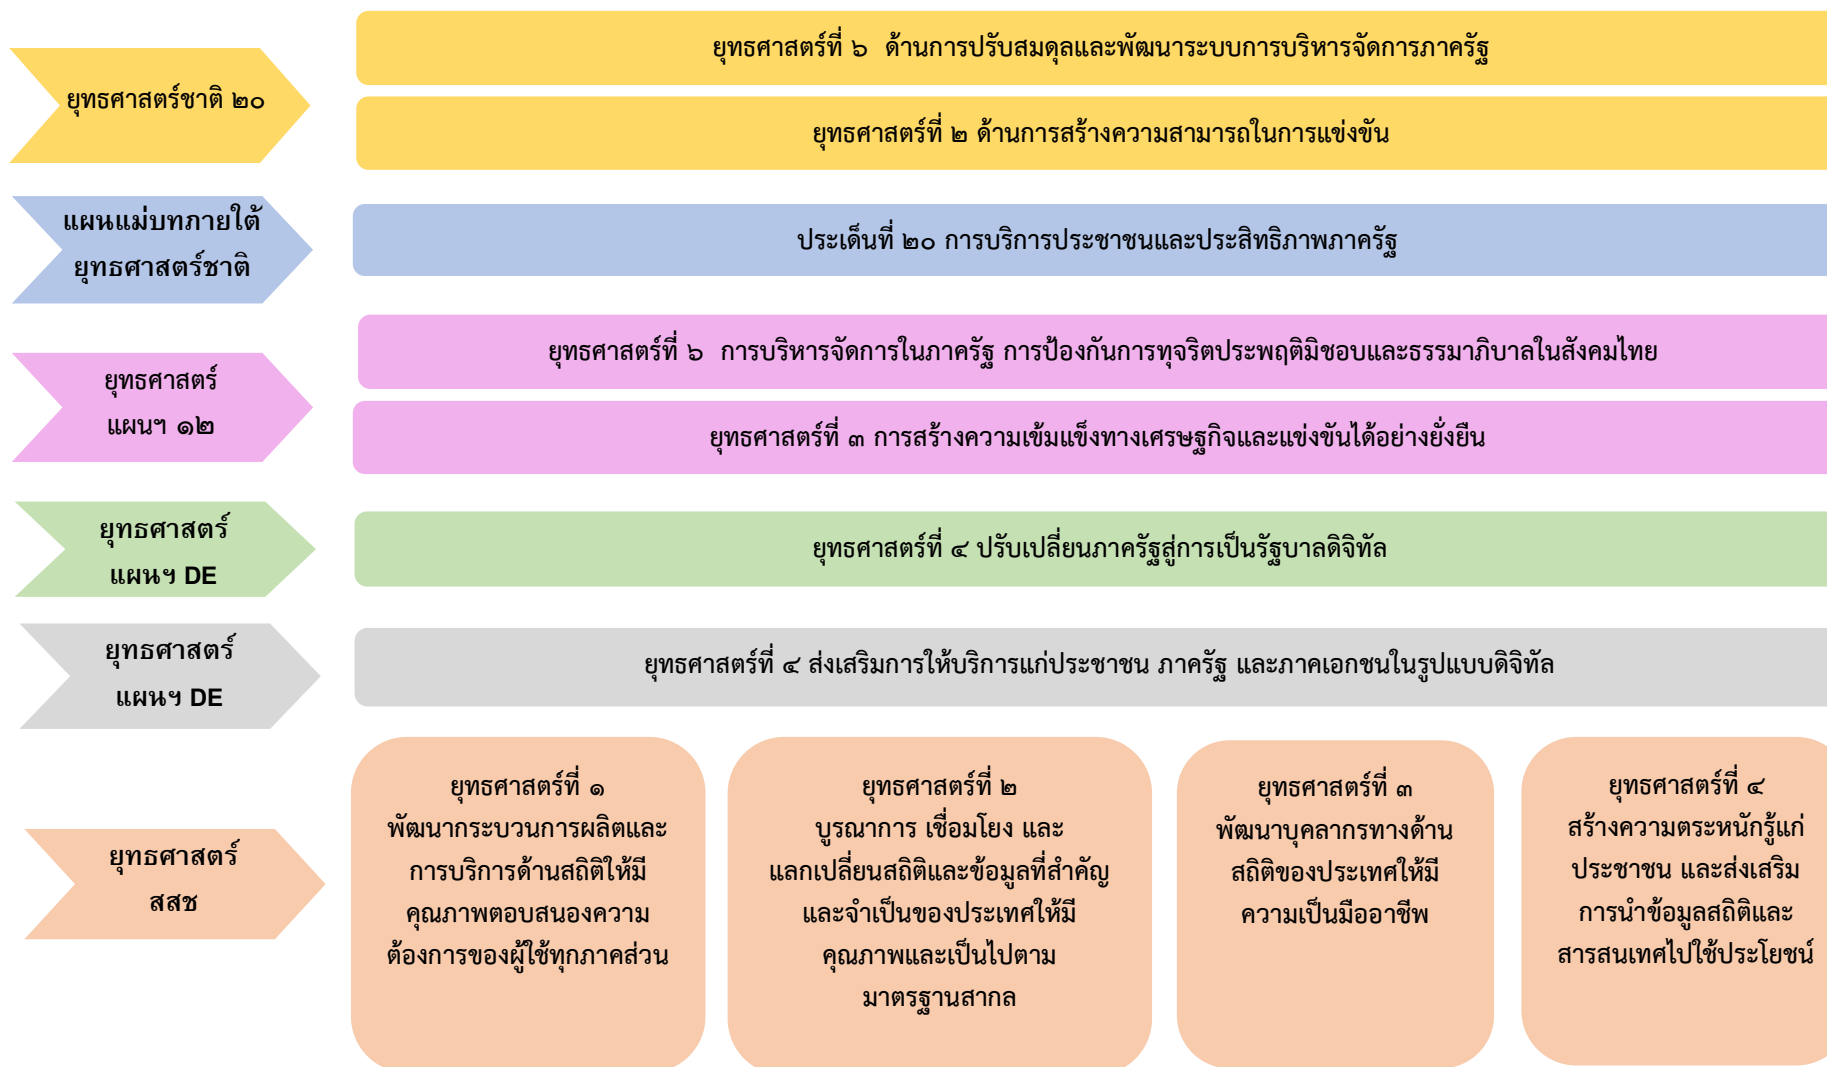 ยุทธศาสตร์ชาติ ๒๐
ยุทธศาสตร์ที่ ๖  ด้านการปรับสมดุลและพัฒนาระบบการบริหารจัดการภาครัฐ
ยุทธศาสตร์ที่ ๒ ด้านการสร้างความสามารถในการแข่งขัน
แผนแม่บทภายใต้
ยุทธศาสตร์ชาติ
ประเด็นที่ ๒๐ การบริการประชาชนและประสิทธิภาพภาครัฐ
ยุทธศาสตร์
แผนฯ ๑๒
ยุทธศาสตร์ที่ ๖  การบริหารจัดการในภาครัฐ การป้องกันการทุจริตประพฤติมิชอบและธรรมาภิบาลในสังคมไทย
ยุทธศาสตร์ที่ ๓ การสร้างความเข้มแข็งทางเศรษฐกิจและแข่งขันได้อย่างยั่งยืน
ยุทธศาสตร์
แผนฯ DE
ยุทธศาสตร์ที่ ๔ ปรับเปลี่ยนภาครัฐสู่การเป็นรัฐบาลดิจิทัล
ยุทธศาสตร์
แผนฯ DE
ยุทธศาสตร์ที่ ๔ ส่งเสริมการให้บริการแก่ประชาชน ภาครัฐ และภาคเอกชนในรูปแบบดิจิทัล
ยุทธศาสตร์
สสช
ยุทธศาสตร์ที่ ๑
พัฒนากระบวนการผลิตและ
การบริการด้านสถิติให้มี
คุณภาพตอบสนองความ
ต้องการของผู้ใช้ทุกภาคส่วน
ยุทธศาสตร์ที่ ๒
บูรณาการ เชื่อมโยง และ
แลกเปลี่ยนสถิติและข้อมูลที่สำคัญ
และจำเป็นของประเทศให้มี
คุณภาพและเป็นไปตาม
มาตรฐานสากล
ยุทธศาสตร์ที่ ๓
พัฒนาบุคลากรทางด้าน
สถิติของประเทศให้มี
ความเป็นมืออาชีพ
ยุทธศาสตร์ที่ ๔
สร้างความตระหนักรู้แก่
ประชาชน และส่งเสริม
การนำข้อมูลสถิติและ
สารสนเทศไปใช้ประโยชน์